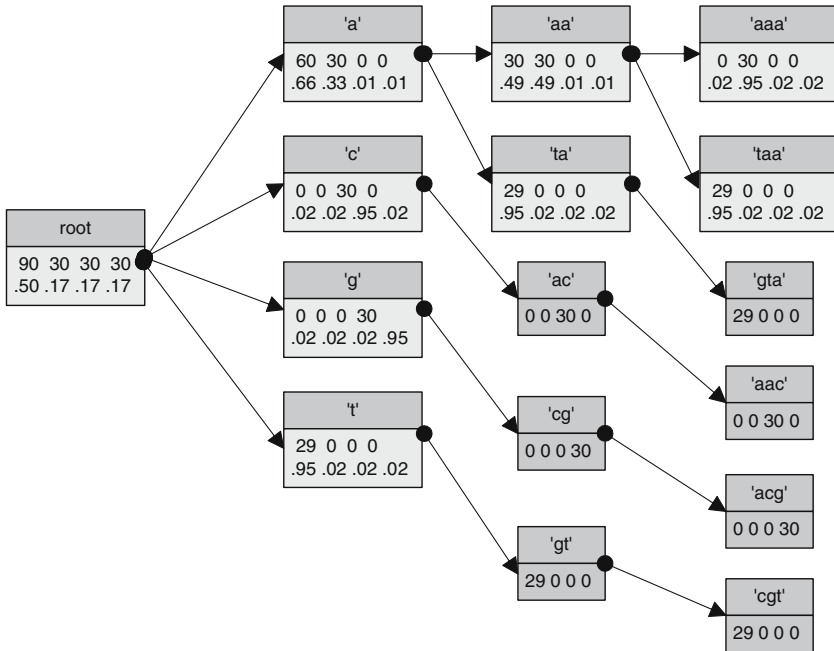 root
90 30 30 30
.50 .17 .17 .17
'a'
60 30 0 0
.66 .33 .01 .01
'c'
0 0 30 0
.02 .02 .95 .02
'g'
0 0 0 30
.02 .02 .02 .95
't'
29 0 0 0
.95 .02 .02 .02
'aa'
30 30 0 0
.49 .49 .01 .01
'ta'
29 0 0 0
.95 .02 .02 .02
'ac'
0 0 30 0
'cg'
0 0 0 30
'gt'
29 0 0 0
'aaa'
0 30 0 0
.02 .95 .02 .02
'taa'
29 0 0 0
.95 .02 .02 .02
'gta'
29 0 0 0
'aac'
0 0 30 0
'acg'
0 0 0 30
'cgt'
29 0 0 0